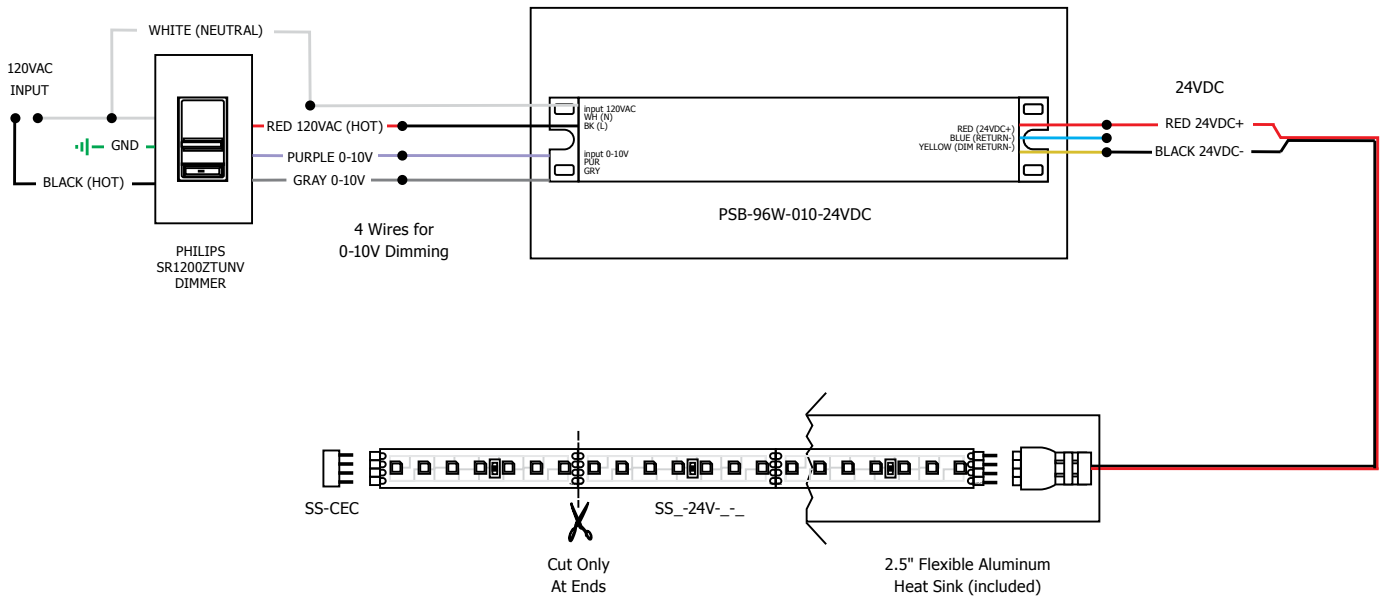 WHITE (NEUTRAL)
120VAC
INPUT
GND
BLACK (HOT)
PHILIPS
SR1200ZTUNV
DIMMER
RED 120VAC (HOT)
PURPLE 0-10V
GRAY 0-10V
4 Wires for
0-10V Dimming
input 120VAC
WH (N)
BK (L)
input 0-10V
PUR
GRY
RED (24VDC+)
BLUE (RETURN-)
YELLOW (DIM RETURN-)
PSB-96W-010-24VDC
24VDC
RED 24VDC+
BLACK 24VDC-
SS-CEC
SS_-24V-_-_
Cut Only
At Ends
2.5" Flexible Aluminum
Heat Sink (included)